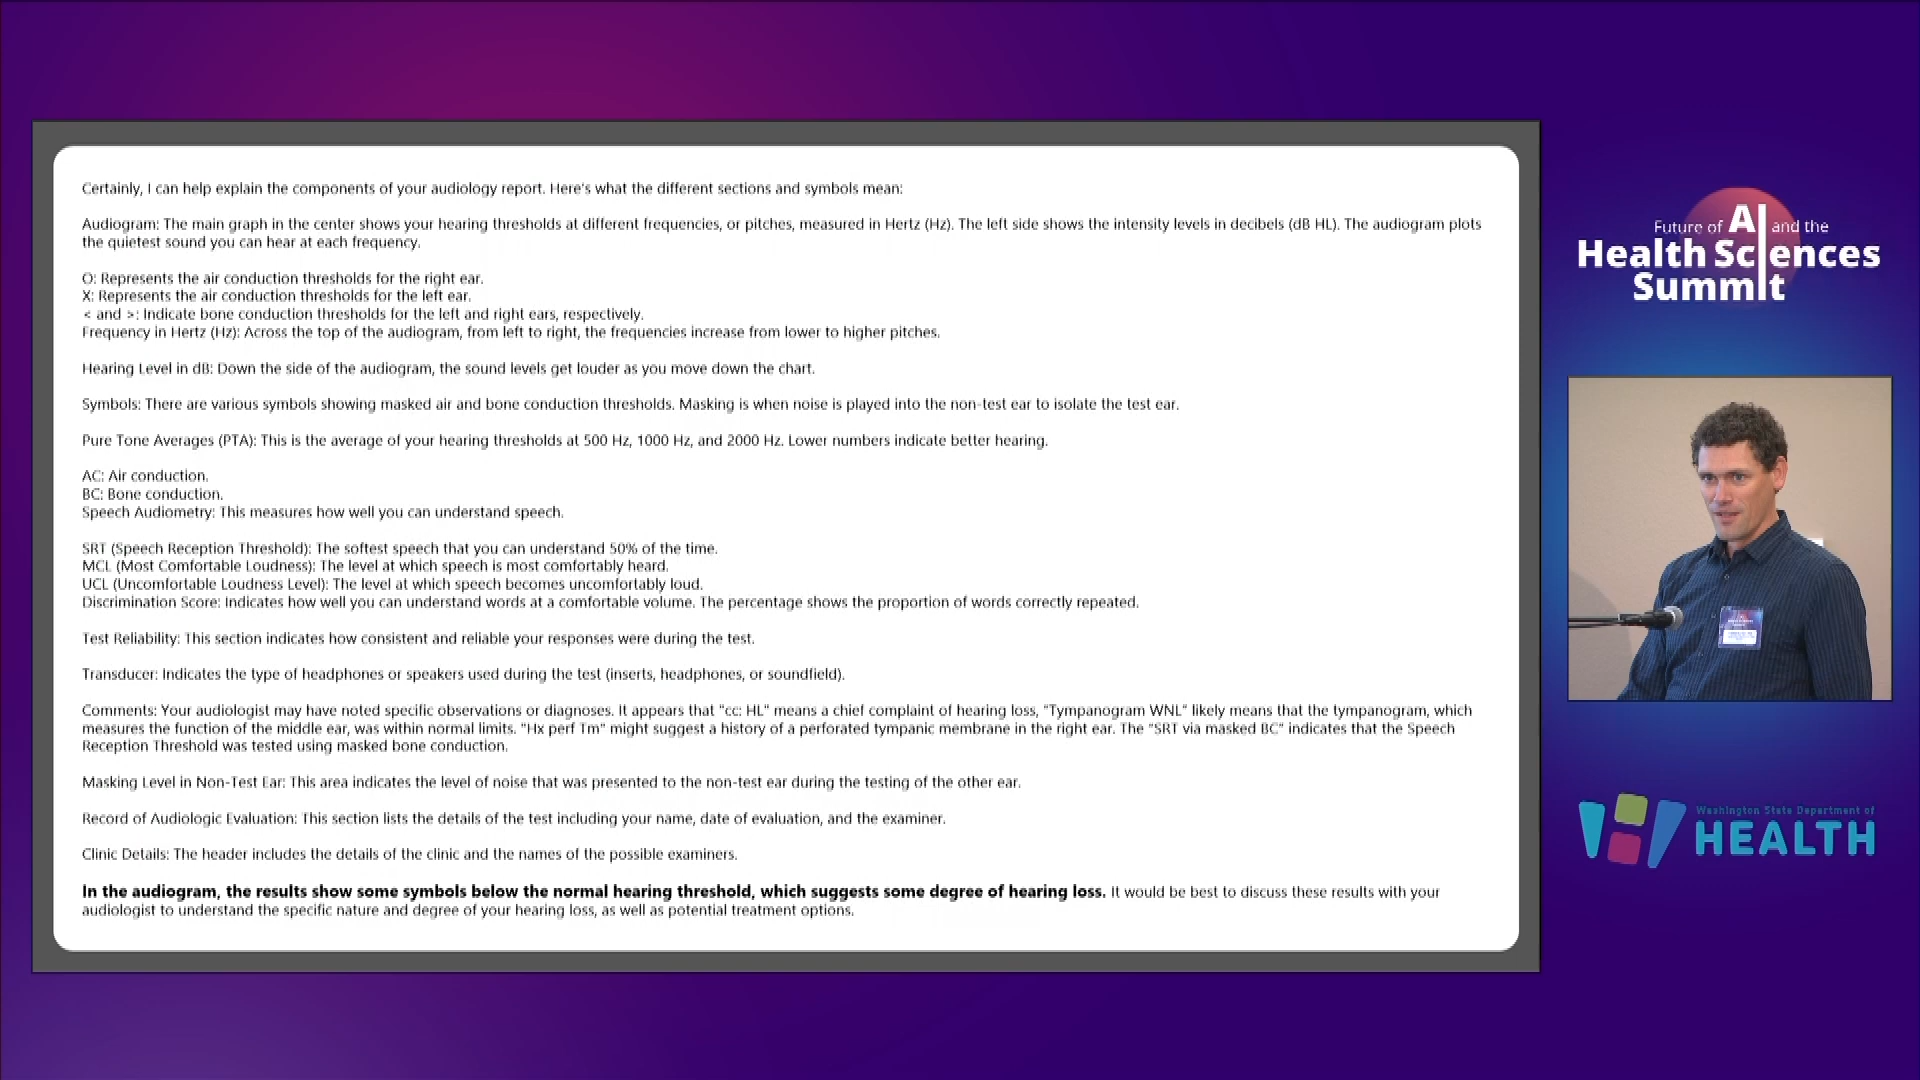 Certainly, I can help explain the components of your audiology report. Here's what the different sections and symbols mean:
Audiogram: The main graph in the center shows your hearing thresholds at different frequencies, or pitches, measured in Hertz (Hz). The left side shows the intensity levels in decibels (dB HL). The audiogram plots
the quietest sound you can hear at each frequency.
O: Represents the air conduction thresholds for the right ear.
X: Represents the air conduction thresholds for the left ear.
< and >: Indicate bone conduction thresholds for the left and right ears, respectively.
Frequency in Hertz (Hz): Across the top of the audiogram, from left to right, the frequencies increase from lower to higher pitches.
Hearing Level in dB: Down the side of the audiogram, the sound levels get louder as you move down the chart.
Symbols: There are various symbols showing masked air and bone conduction thresholds. Masking is when noise is played into the non-test ear to isolate the test ear.
Pure Tone Averages (PTA): This is the average of your hearing thresholds at 500 Hz, 1000 Hz, and 2000 Hz. Lower numbers indicate better hearing.
AC: Air conduction.
BC: Bone conduction.
Speech Audiometry: This measures how well you can understand speech.
SRT (Speech Reception Threshold): The softest speech that you can understand 50% of the time.
MCL (Most Comfortable Loudness): The level at which speech is most comfortably heard.
UCL (Uncomfortable Loudness Level): The level at which speech becomes uncomfortably loud.
Discrimination Score: Indicates how well you can understand words at a comfortable volume. The percentage shows the proportion of words correctly repeated.
Test Reliability: This section indicates how consistent and reliable your responses were during the test.
Transducer: Indicates the type of headphones or speakers used during the test (inserts, headphones, or soundfield).
Comments: Your audiologist may have noted specific observations or diagnoses. It appears that "cc: HL" means a chief complaint of hearing loss, "Tympanogram WNL" likely means that the tympanogram, which
measures the function of the middle ear, was within normal limits. "Hx perf Tm" might suggest a history of a perforated tympanic membrane in the right ear. The "SRT via masked BC" indicates that the Speech
Reception Threshold was tested using masked bone conduction.
Masking Level in Non-Test Ear: This area indicates the level of noise that was presented to the non-test ear during the testing of the other ear.
Record of Audiologic Evaluation: This section lists the details of the test including your name, date of evaluation, and the examiner.
Clinic Details: The header includes the details of the clinic and the names of the possible examiners.
In the audiogram, the results show some symbols below the normal hearing threshold, which suggests some degree of hearing loss. It would be best to discuss these results with your
audiologist to understand the specific nature and degree of your hearing loss, as well as potential treatment options.
Future of AI and the
Health Sciences
Summit
Washington State Department of
HEALTH